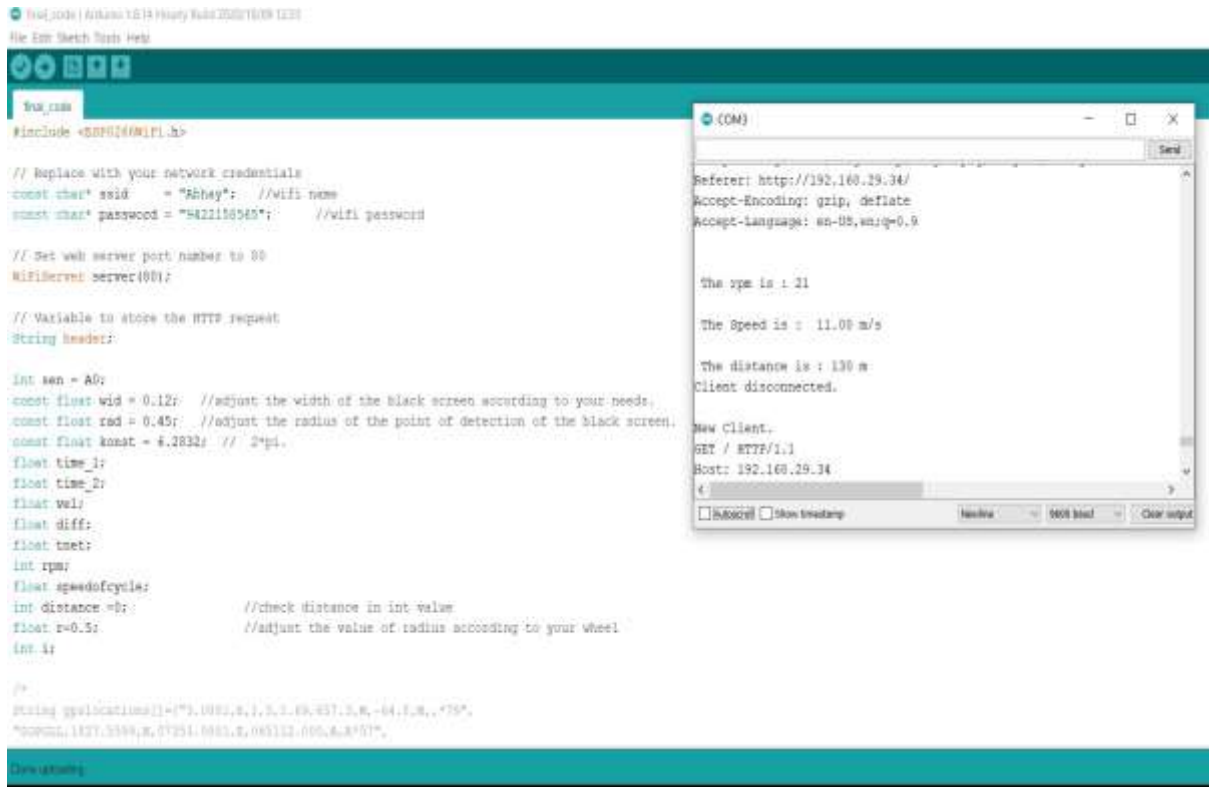 final_code | Arduino 1.8.14 Hourly Build 2020/10/09 12:33
File Edit Sketch Tools Help
final_code
#include <ESP8266WiFi.h>
// Replace with your network credentials
const char* ssid     = "Abhay";  //wifi name
const char* password = "9422156565";     //wifi password
// Set web server port number to 80
WiFiServer server(80);
// Variable to store the HTTP request
String header;
int sen = A0;
const float wid = 0.12;  //adjust the width of the black screen according to your needs.
const float rad = 0.45;  //adjust the radius of the point of detection of the black screen.
const float konst = 6.2832; // 2*pi.
float time_1;
float time_2;
float vel;
float diff;
float tnet;
int rpm;
float speedofcycle;
int distance =0;              //check distance in int value
float r=0.5;                  //adjust the value of radius according to your wheel
int i;
/*
String gpslocations[]={
Done uploading.
COM3
Send
Referer: http://192.168.29.34/
Accept-Encoding: gzip, deflate
Accept-Language: en-US,en;q=0.9
The rpm is : 21
The Speed is :  11.00 m/s
The distance is : 130 m
Client disconnected.
New Client.
GET / HTTP/1.1
Host: 192.168.29.34
Autoscroll Show timestamp Newline 9600 baud Clear output